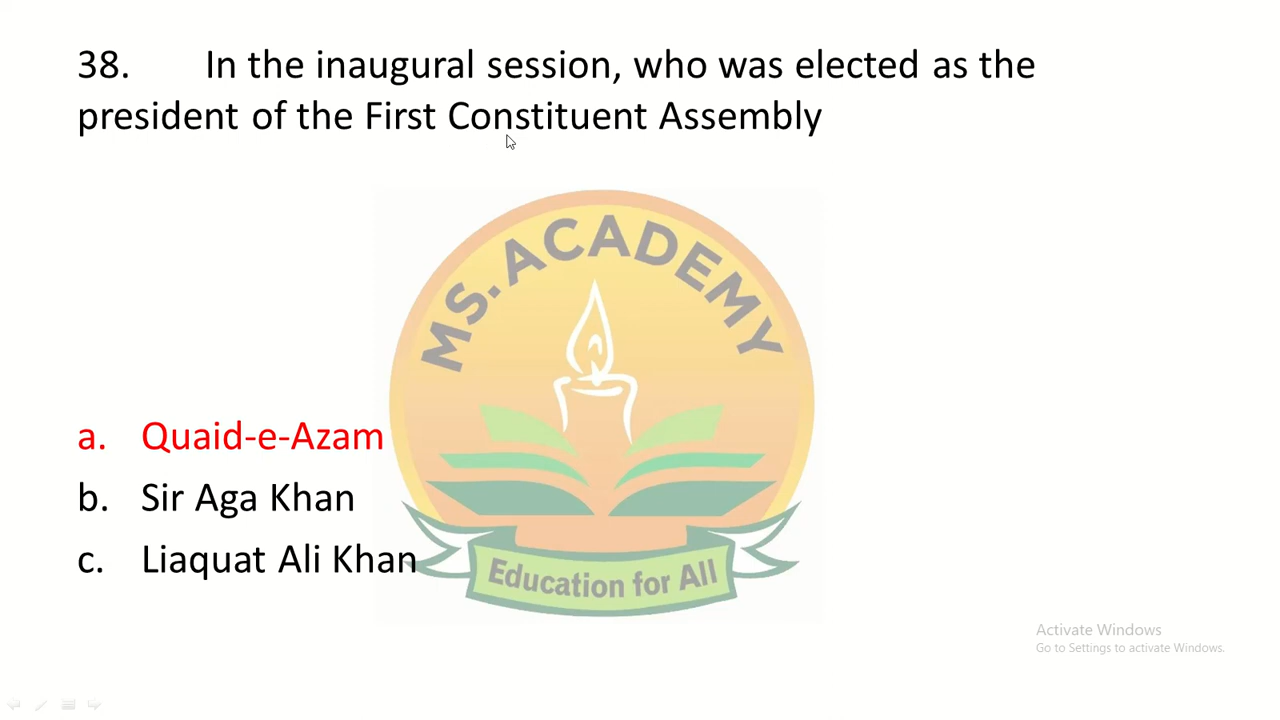 38. In the inaugural session, who was elected as the
president of the First Constituent Assembly
MS. ACADEMY
a. Quaid-e-Azam
b. Sir Aga Khan
c. Liaquat Ali Khan
Education for All
Activate Windows
Go to Settings to activate Windows.